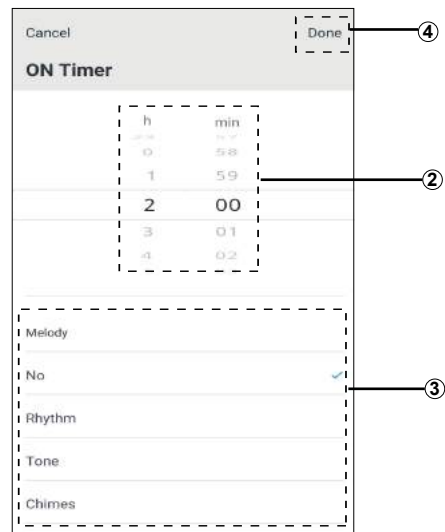 Cancel Done ④
ON Timer
h min
0 58
1 59
②
2 00
3 01
4 02
Melody
No
③
Rhythm
Tone
Chimes